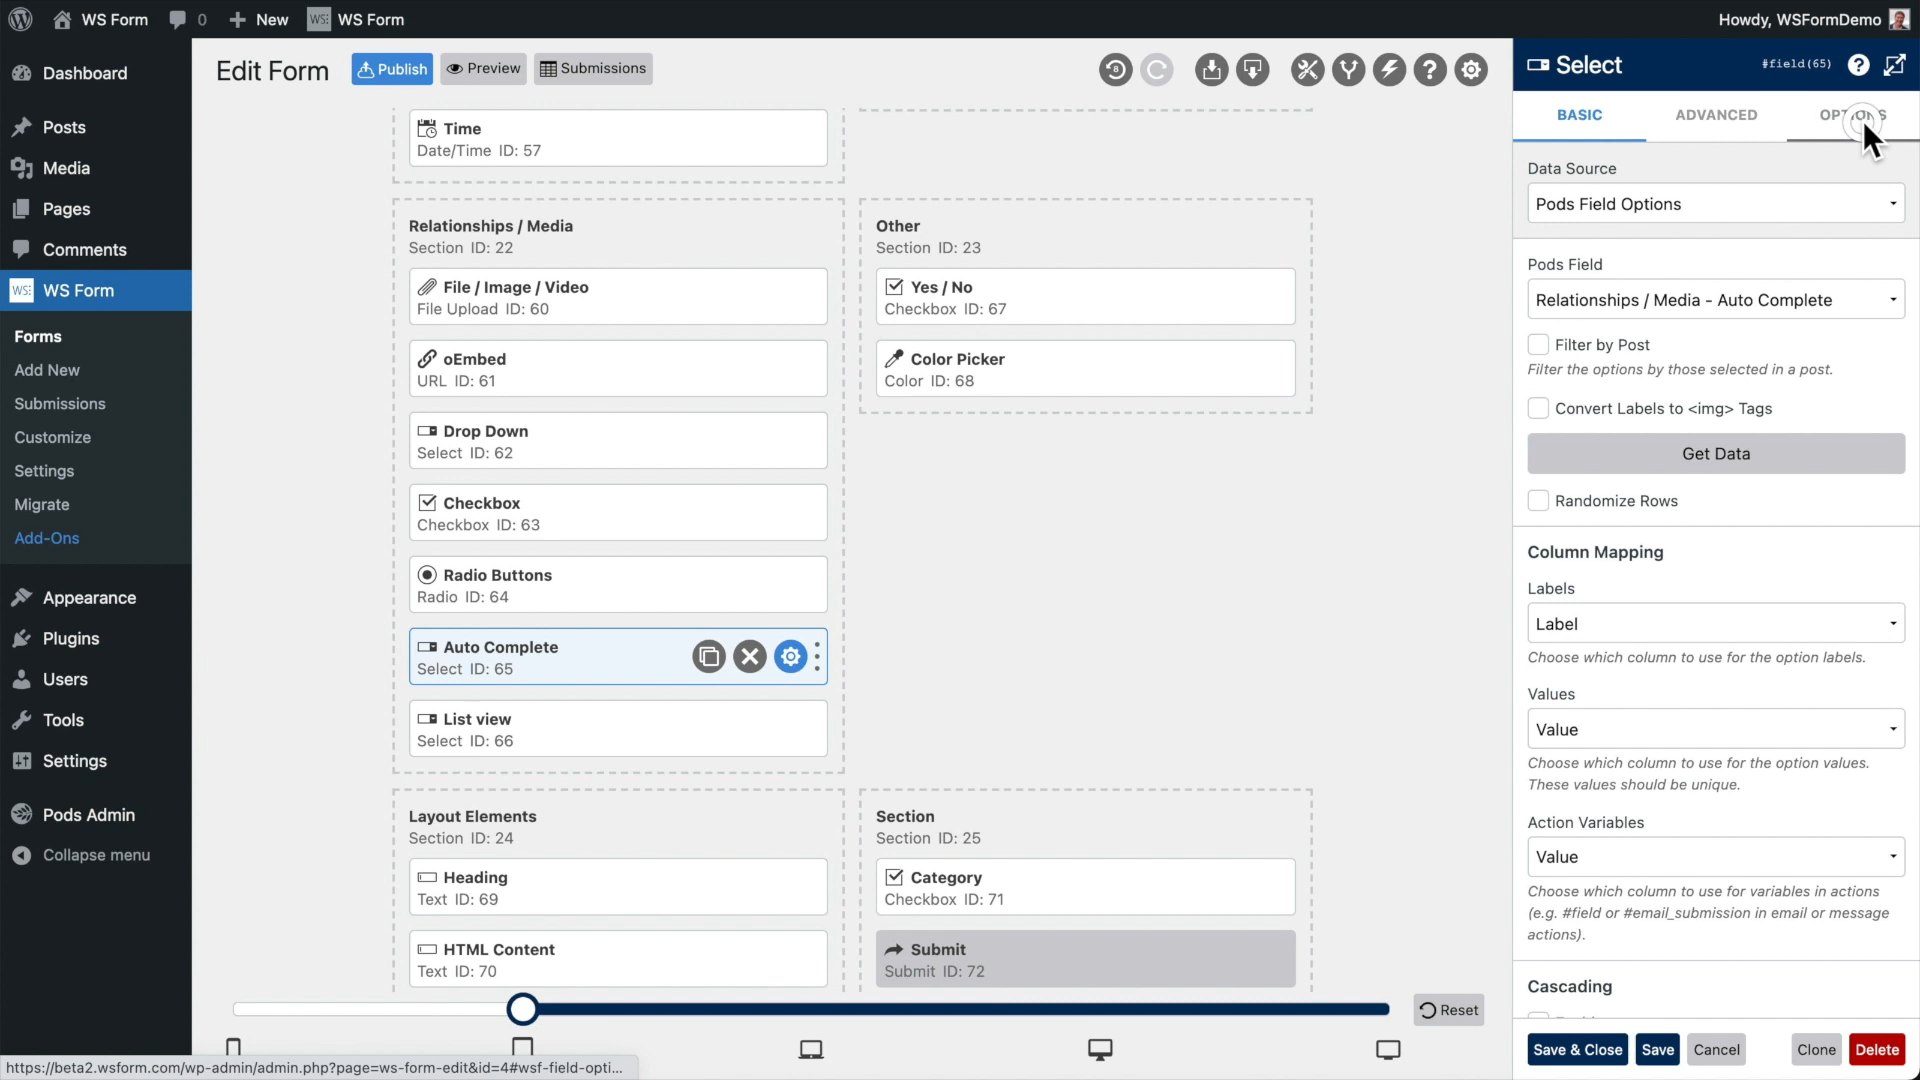 WS Form
0
New
WS Form
Howdy, WSFormDemo
Dashboard
Posts
Media
Pages
Comments
WS Form
Forms
Add New
Submissions
Customize
Settings
Migrate
Add-Ons
Appearance
Plugins
Users
Tools
Settings
Pods Admin
Collapse menu
Edit Form
Publish
Preview
Submissions
8
Time
Date/Time ID: 57
Relationships / Media
Section ID: 22
File / Image / Video
File Upload ID: 60
oEmbed
URL ID: 61
Drop Down
Select ID: 62
Checkbox
Checkbox ID: 63
Radio Buttons
Radio ID: 64
Auto Complete
Select ID: 65
List view
Select ID: 66
Other
Section ID: 23
Yes / No
Checkbox ID: 67
Color Picker
Color ID: 68
Layout Elements
Section ID: 24
Heading
Text ID: 69
HTML Content
Text ID: 70
Section
Section ID: 25
Category
Checkbox ID: 71
Submit
Submit ID: 72
Reset
https://beta2.wsform.com/wp-admin/admin.php?page=ws-form-edit&id=4#wsf-field-opti...
Select
#field(65)
BASIC
ADVANCED
OPTIONS
Data Source
Pods Field Options
Pods Field
Relationships / Media - Auto Complete
Filter by Post
Filter the options by those selected in a post.
Convert Labels to <img> Tags
Get Data
Randomize Rows
Column Mapping
Labels
Label
Choose which column to use for the option labels.
Values
Value
Choose which column to use for the option values.
These values should be unique.
Action Variables
Value
Choose which column to use for variables in actions
(e.g. #field or #email_submission in email or message
actions).
Cascading
Save & Close
Save
Cancel
Clone
Delete